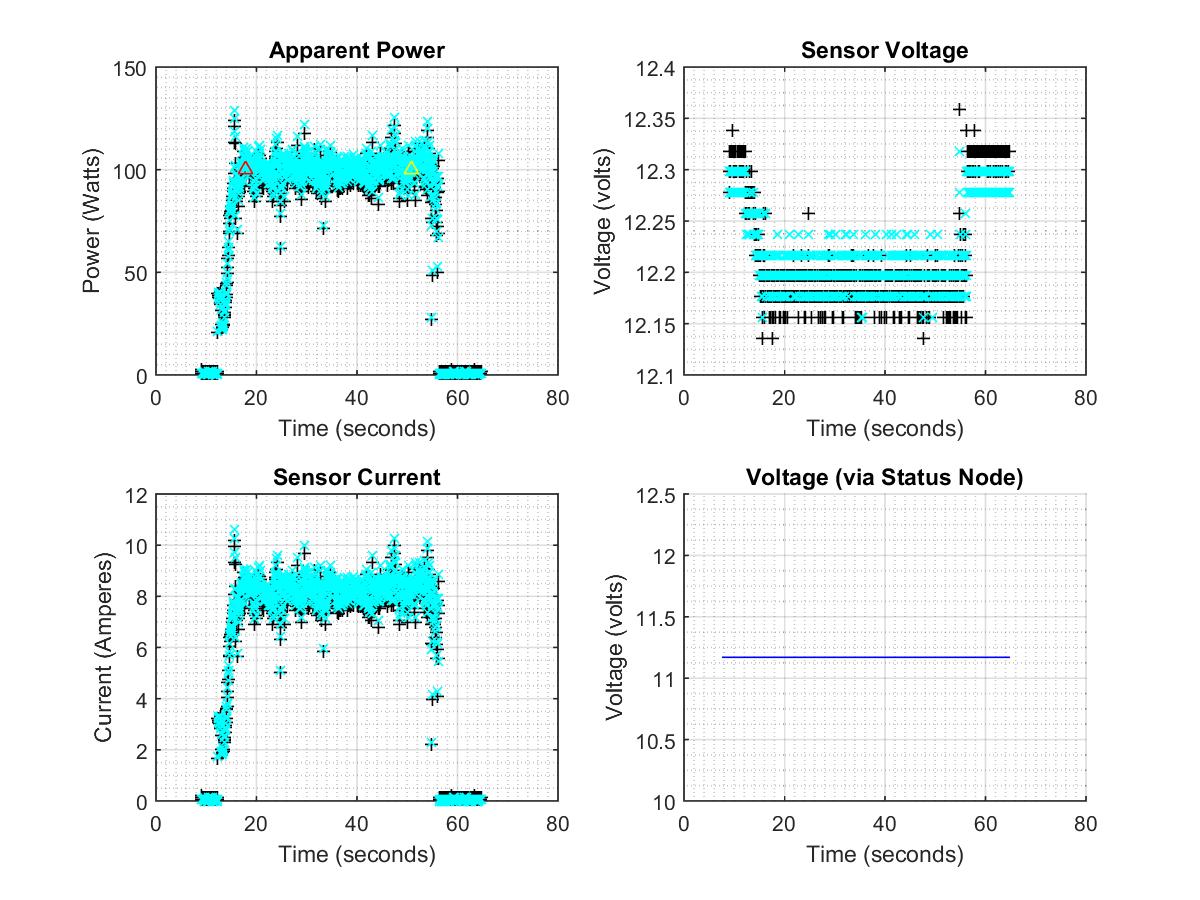 Apparent Power
150
100
50
0
Power (Watts)
0 20 40 60 80
Time (seconds)
Sensor Voltage
12.4
12.35
12.3
12.25
12.2
12.15
12.1
Voltage (volts)
0 20 40 60 80
Time (seconds)
Sensor Current
12
10
8
6
4
2
0
Current (Amperes)
0 20 40 60 80
Time (seconds)
Voltage (via Status Node)
12.5
12
11.5
11
10.5
10
Voltage (volts)
0 20 40 60 80
Time (seconds)